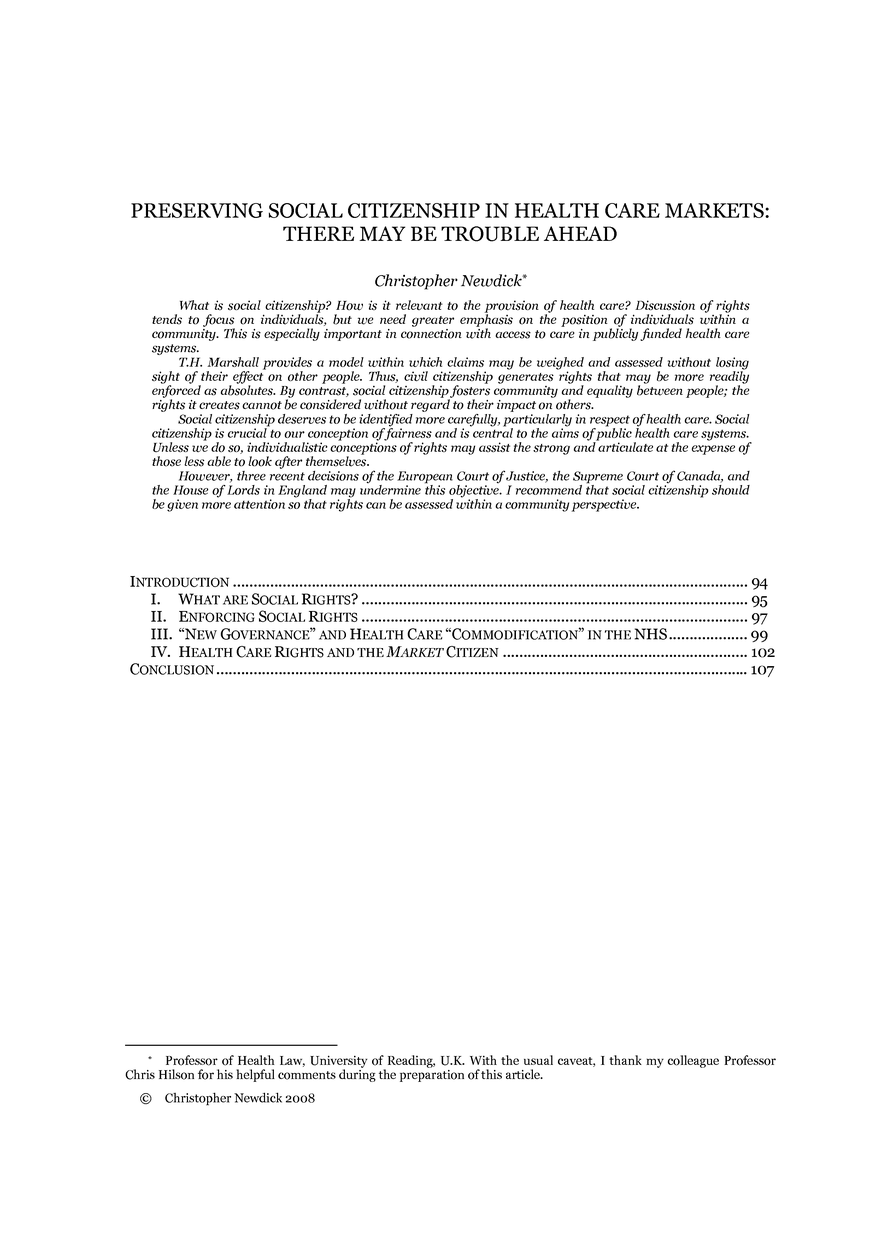 PRESERVING SOCIAL CITIZENSHIP IN HEALTH CARE MARKETS:
THERE MAY BE TROUBLE AHEAD
Christopher Newdick*
What is social citizenship? How is it relevant to the provision of health care? Discussion of rights
tends to focus on individuals, but we need greater emphasis on the position of individuals within a
community. This is especially important in connection with access to care in publicly funded health care
systems.
T.H. Marshall provides a model within which claims may be weighed and assessed without losing
sight of their effect on other people. Thus, civil citizenship generates rights that may be more readily
enforced as absolutes. By contrast, social citizenship fosters community and equality between people; the
rights it creates cannot be considered without regard to their impact on others.
Social citizenship deserves to be identified more carefully, particularly in respect of health care. Social
citizenship is crucial to our conception of fairness and is central to the aims of public health care systems.
Unless we do so, individualistic conceptions of rights may assist the strong and articulate at the expense of
those less able to look after themselves.
However, three recent decisions of the European Court of Justice, the Supreme Court of Canada, and
the House of Lords in England may undermine this objective. I recommend that social citizenship should
be given more attention so that rights can be assessed within a community perspective.
INTRODUCTION ............................................................................................................................ 94
I. WHAT ARE SOCIAL RIGHTS? ............................................................................................. 95
II. ENFORCING SOCIAL RIGHTS ............................................................................................. 97
III. “NEW GOVERNANCE” AND HEALTH CARE “COMMODIFICATION” IN THE NHS................... 99
IV. HEALTH CARE RIGHTS AND THE MARKET CITIZEN ........................................................... 102
CONCLUSION................................................................................................................................ 107
* Professor of Health Law, University of Reading, U.K. With the usual caveat, I thank my colleague Professor
Chris Hilson for his helpful comments during the preparation of this article.
© Christopher Newdick 2008